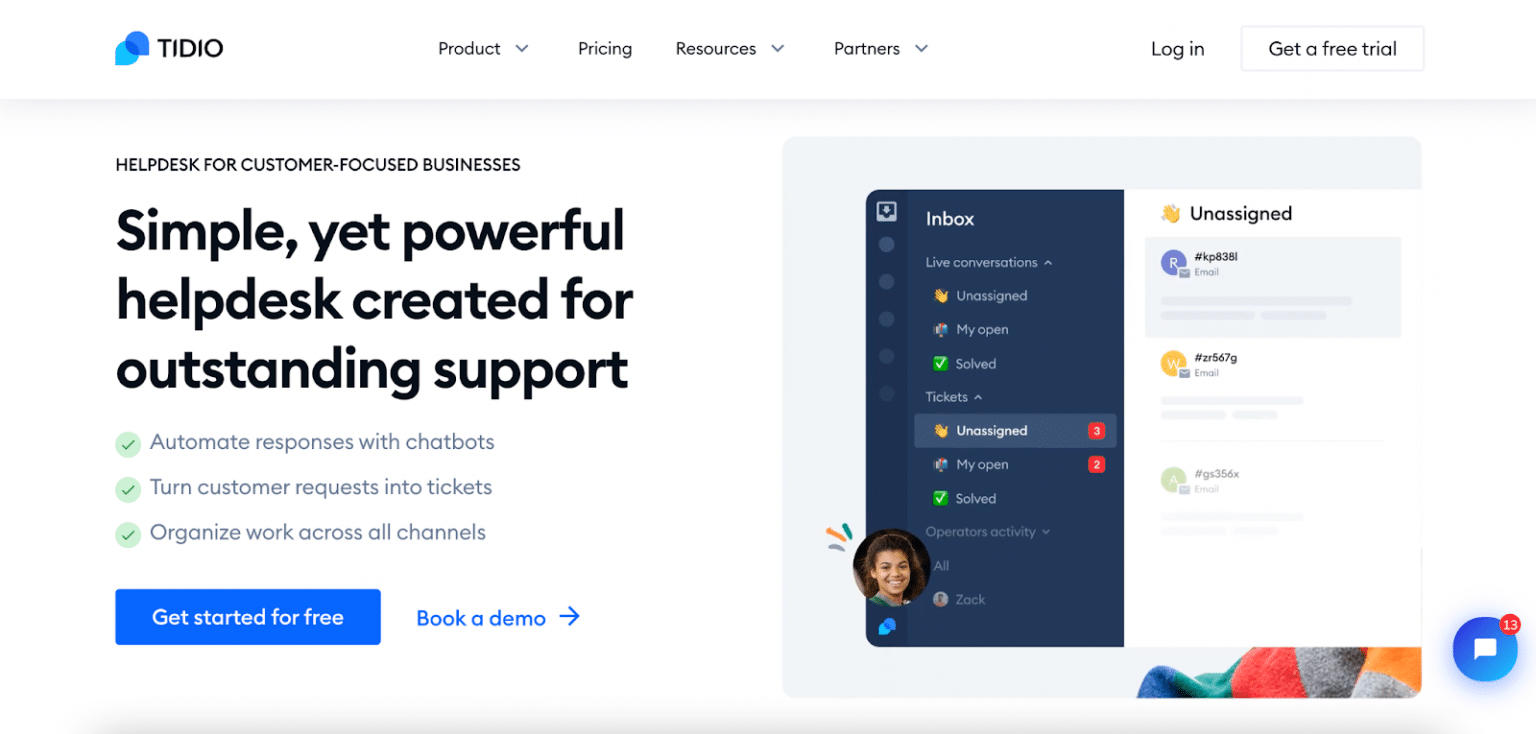 TIDIO
Product
Pricing
Resources
Partners
Log in
Get a free trial
HELPDESK FOR CUSTOMER-FOCUSED BUSINESSES
Simple, yet powerful
helpdesk created for
outstanding support
Automate responses with chatbots
Turn customer requests into tickets
Organize work across all channels
Get started for free
Book a demo
Inbox
Live conversations
Unassigned
My open
Solved
Tickets
Unassigned 3
My open 2
Solved
Operators activity
All
Zack
Unassigned
R
#kp838l
Email
W
#zr567g
Email
A
#gs356x
Email
13